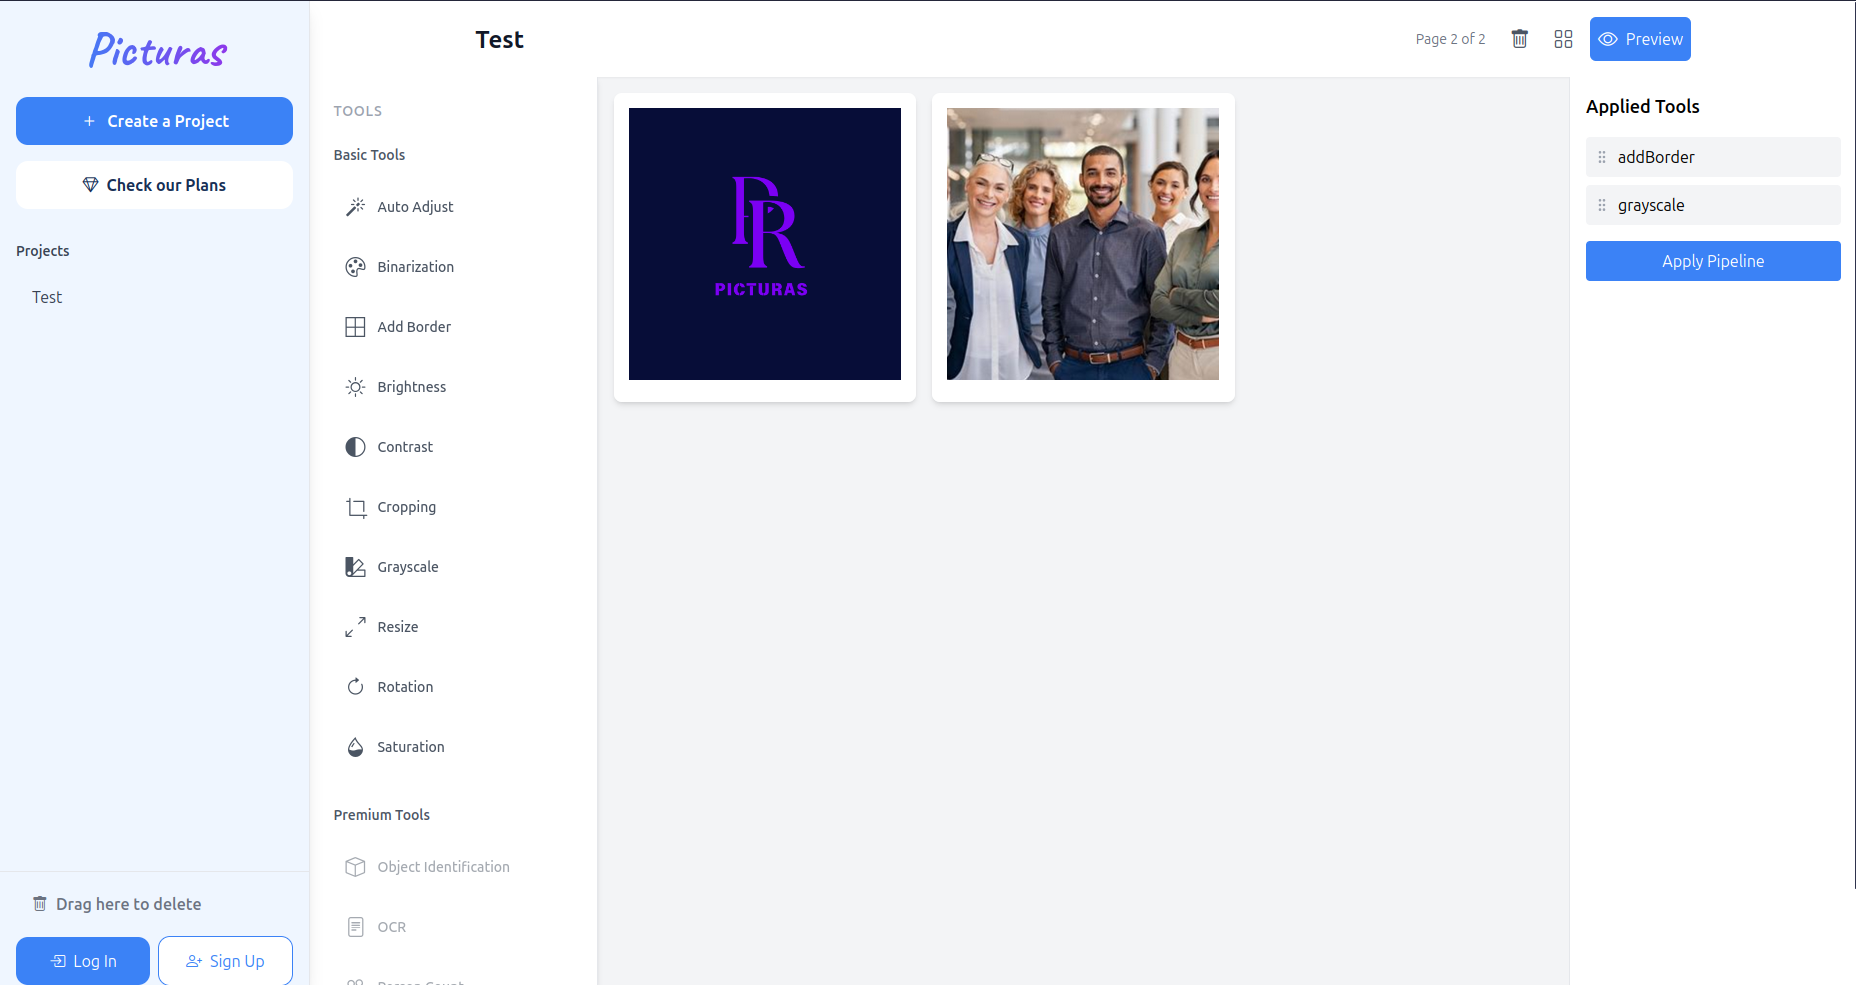 Picturas
Create a Project
Check our Plans
Projects
Test
Drag here to delete
Log In
Sign Up
Test
Page 2 of 2
Preview
TOOLS
Basic Tools
Auto Adjust
Binarization
Add Border
Brightness
Contrast
Cropping
Grayscale
Resize
Rotation
Saturation
Premium Tools
Object Identification
OCR
Person Count
PR
PICTURAS
Applied Tools
addBorder
grayscale
Apply Pipeline